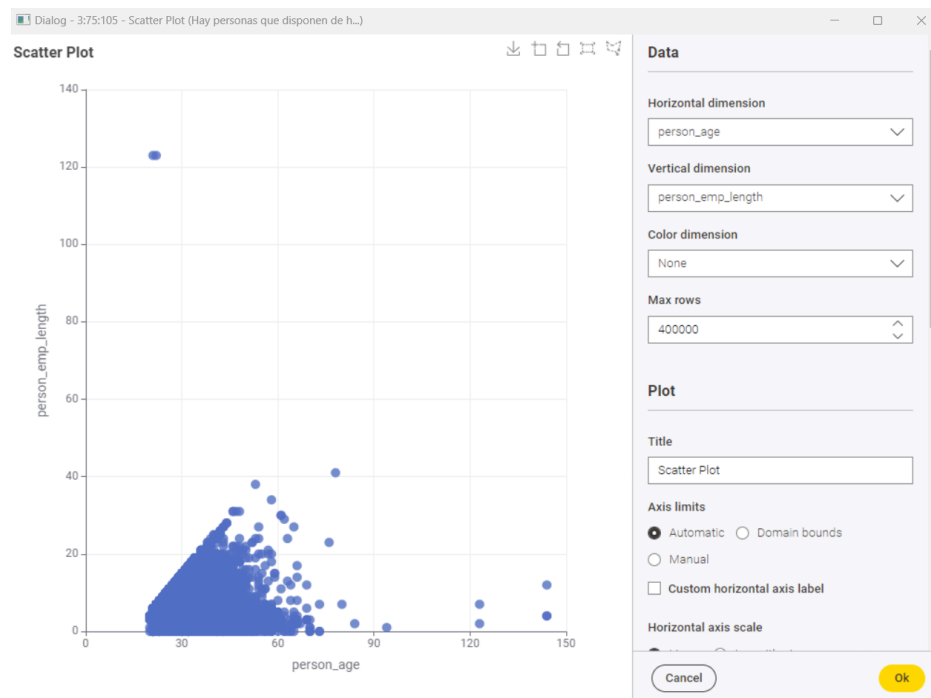 Dialog - 3:75:105 - Scatter Plot (Hay personas que disponen de h...)
Scatter Plot
140
120
100
80
60
40
20
0
0 30 60 90 120 150
person_emp_length
person_age
Data
Horizontal dimension
person_age
Vertical dimension
person_emp_length
Color dimension
None
Max rows
400000
Plot
Title
Scatter Plot
Axis limits
Automatic Domain bounds
Manual
Custom horizontal axis label
Horizontal axis scale
Cancel Ok